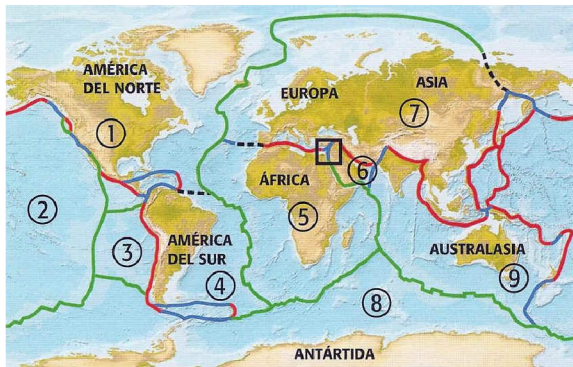 AMÉRICA
DEL NORTE
EUROPA
ASIA
1
7
6
ÁFRICA
2
5
3
AMÉRICA
DEL SUR
4
AUSTRALASIA
9
8
ANTÁRTIDA